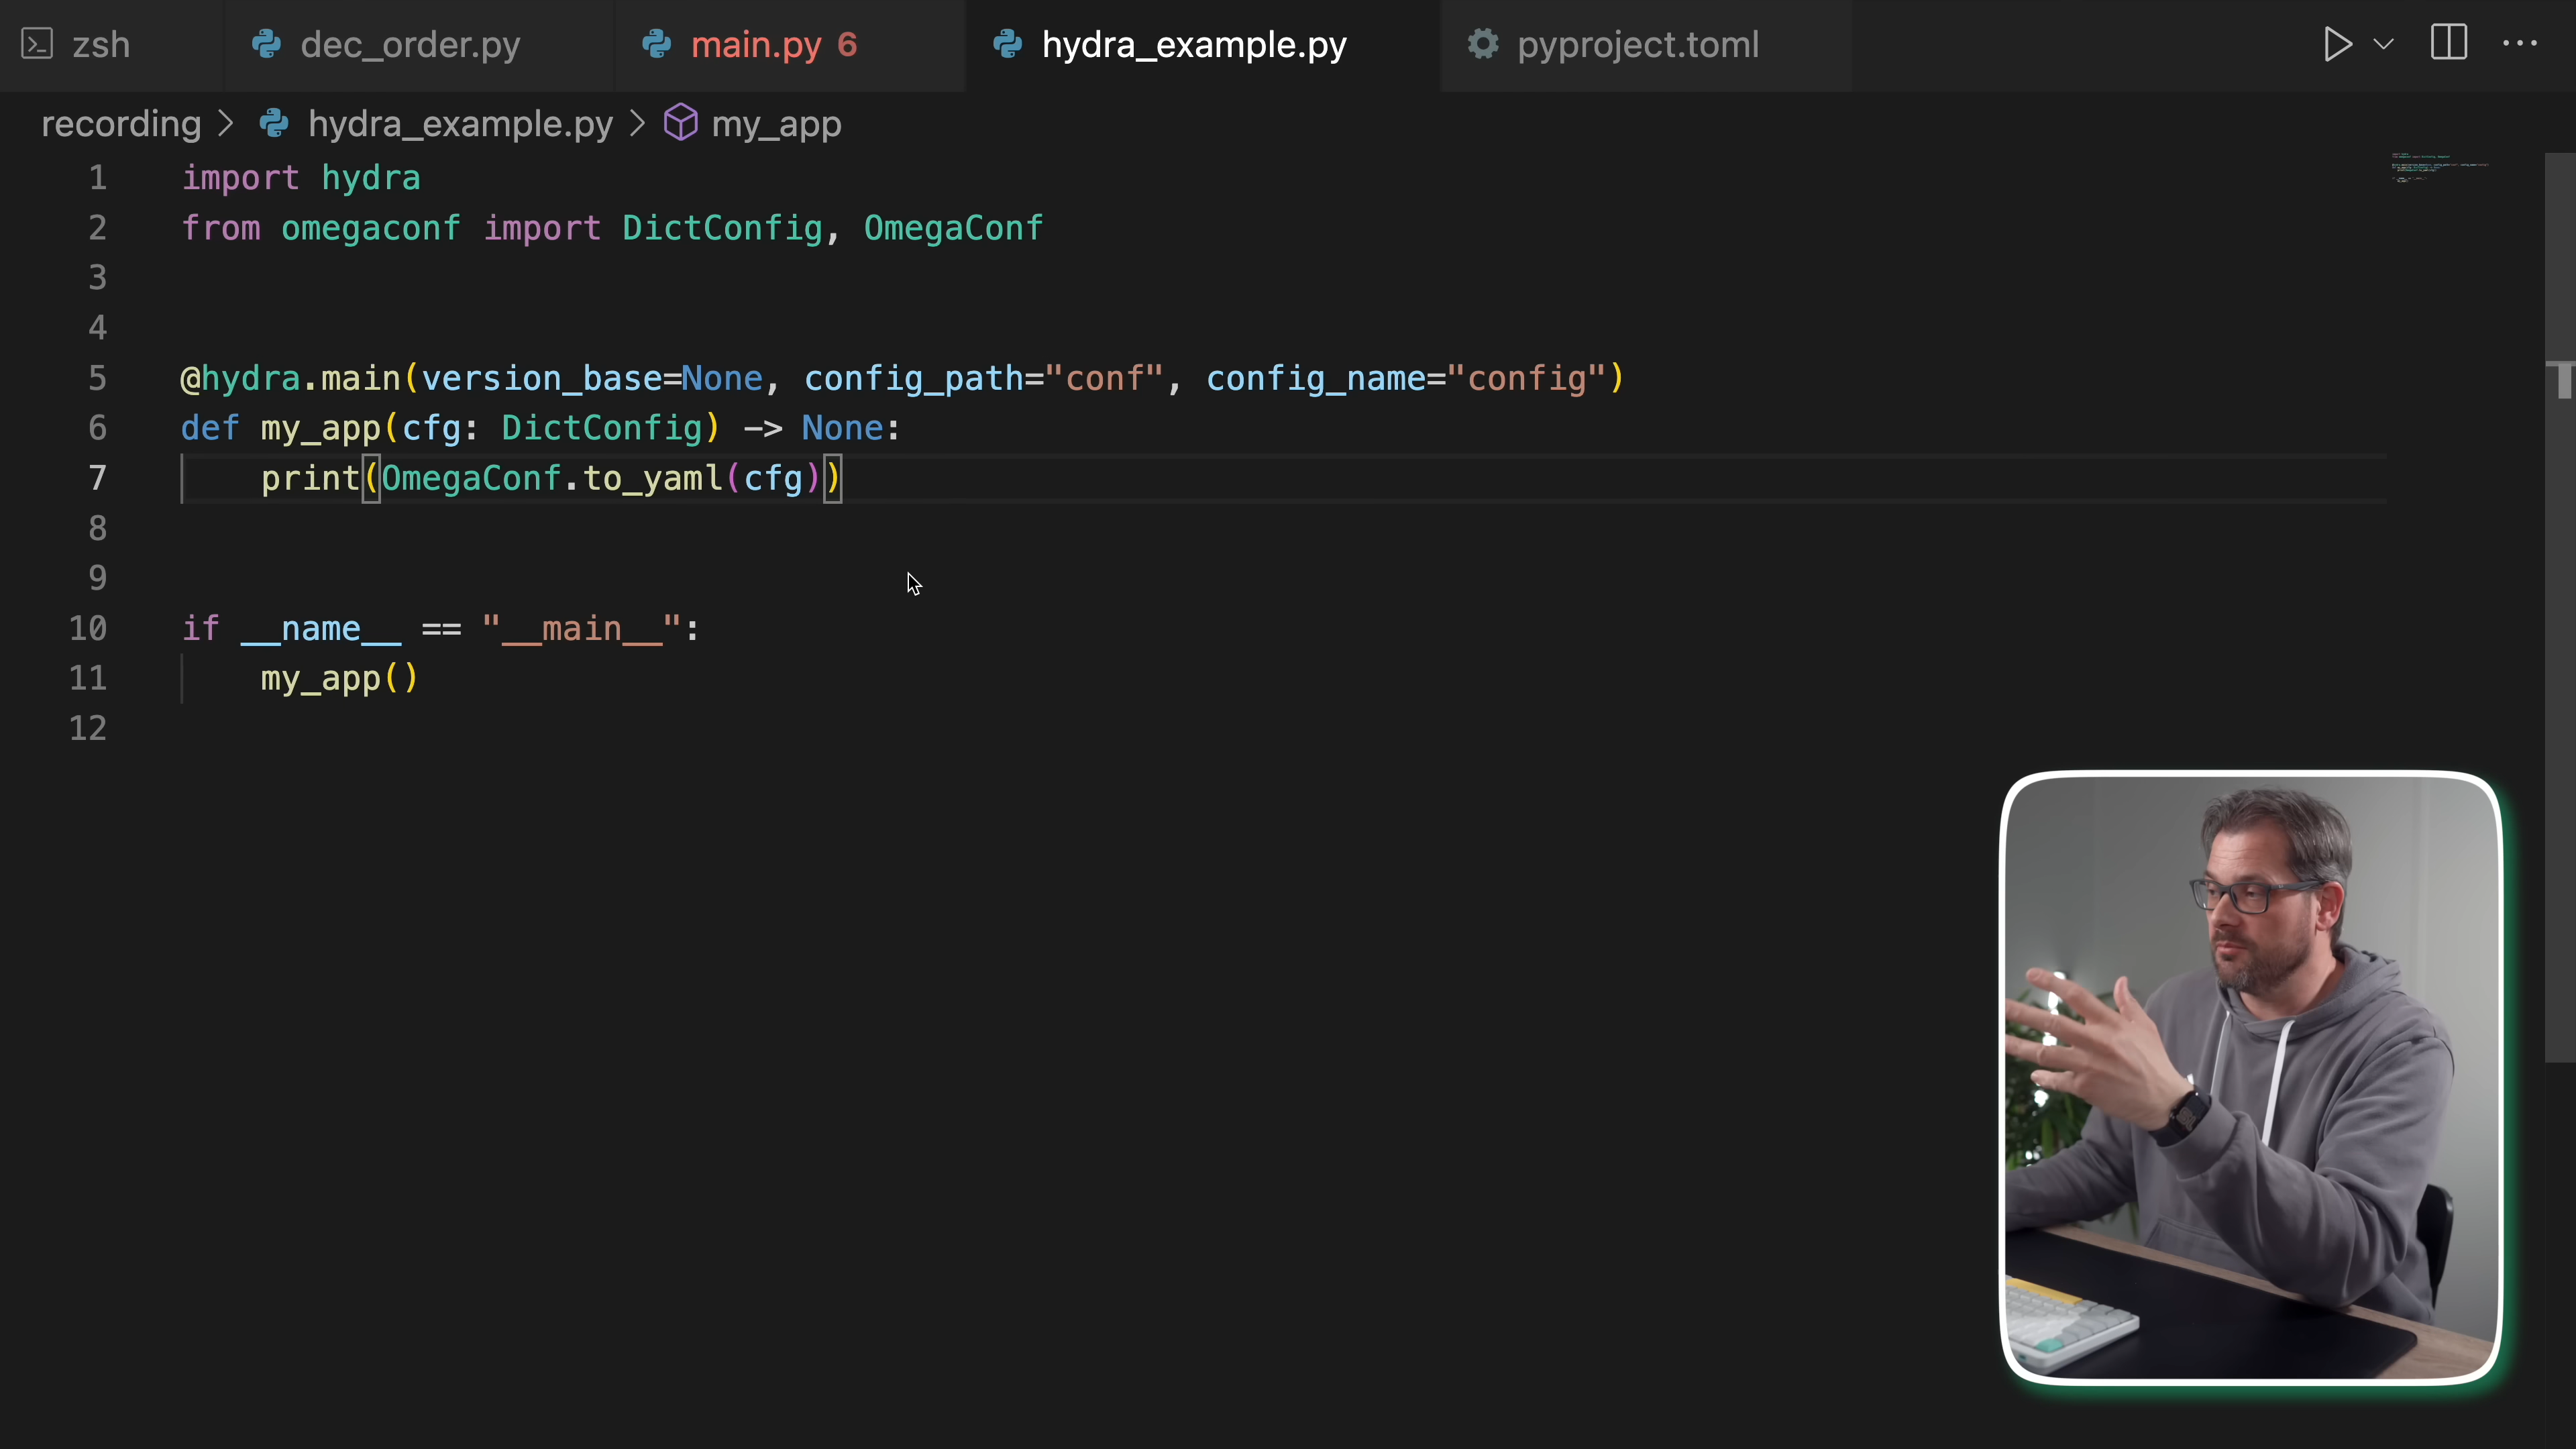 zsh
dec_order.py
main.py 6
hydra_example.py
pyproject.toml
recording > hydra_example.py > my_app
1 import hydra
2 from omegaconf import DictConfig, OmegaConf
3
4
5 @hydra.main(version_base=None, config_path="conf", config_name="config")
6 def my_app(cfg: DictConfig) -> None:
7     print(OmegaConf.to_yaml(cfg))
8
9
10 if __name__ == "__main__":
11     my_app()
12